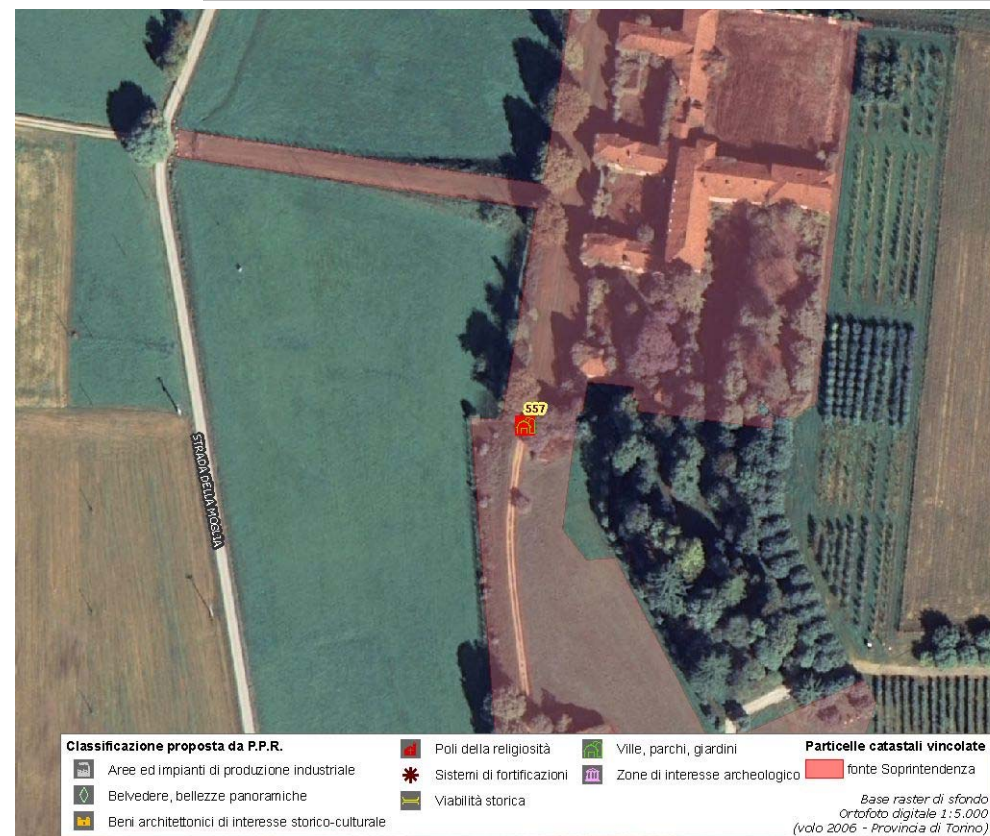 557
STRADA DELLA MOGLIA
Classificazione proposta da P.P.R.
Aree ed impianti di produzione industriale
Belvedere, bellezze panoramiche
Beni architettonici di interesse storico-culturale
Poli della religiosità
Sistemi di fortificazioni
Viabilità storica
Ville, parchi, giardini
Zone di interesse archeologico
Particelle catastali vincolate
fonte Soprintendenza
Base raster di sfondo
Ortofoto digitale 1:5.000
(volo 2006 - Provincia di Torino)